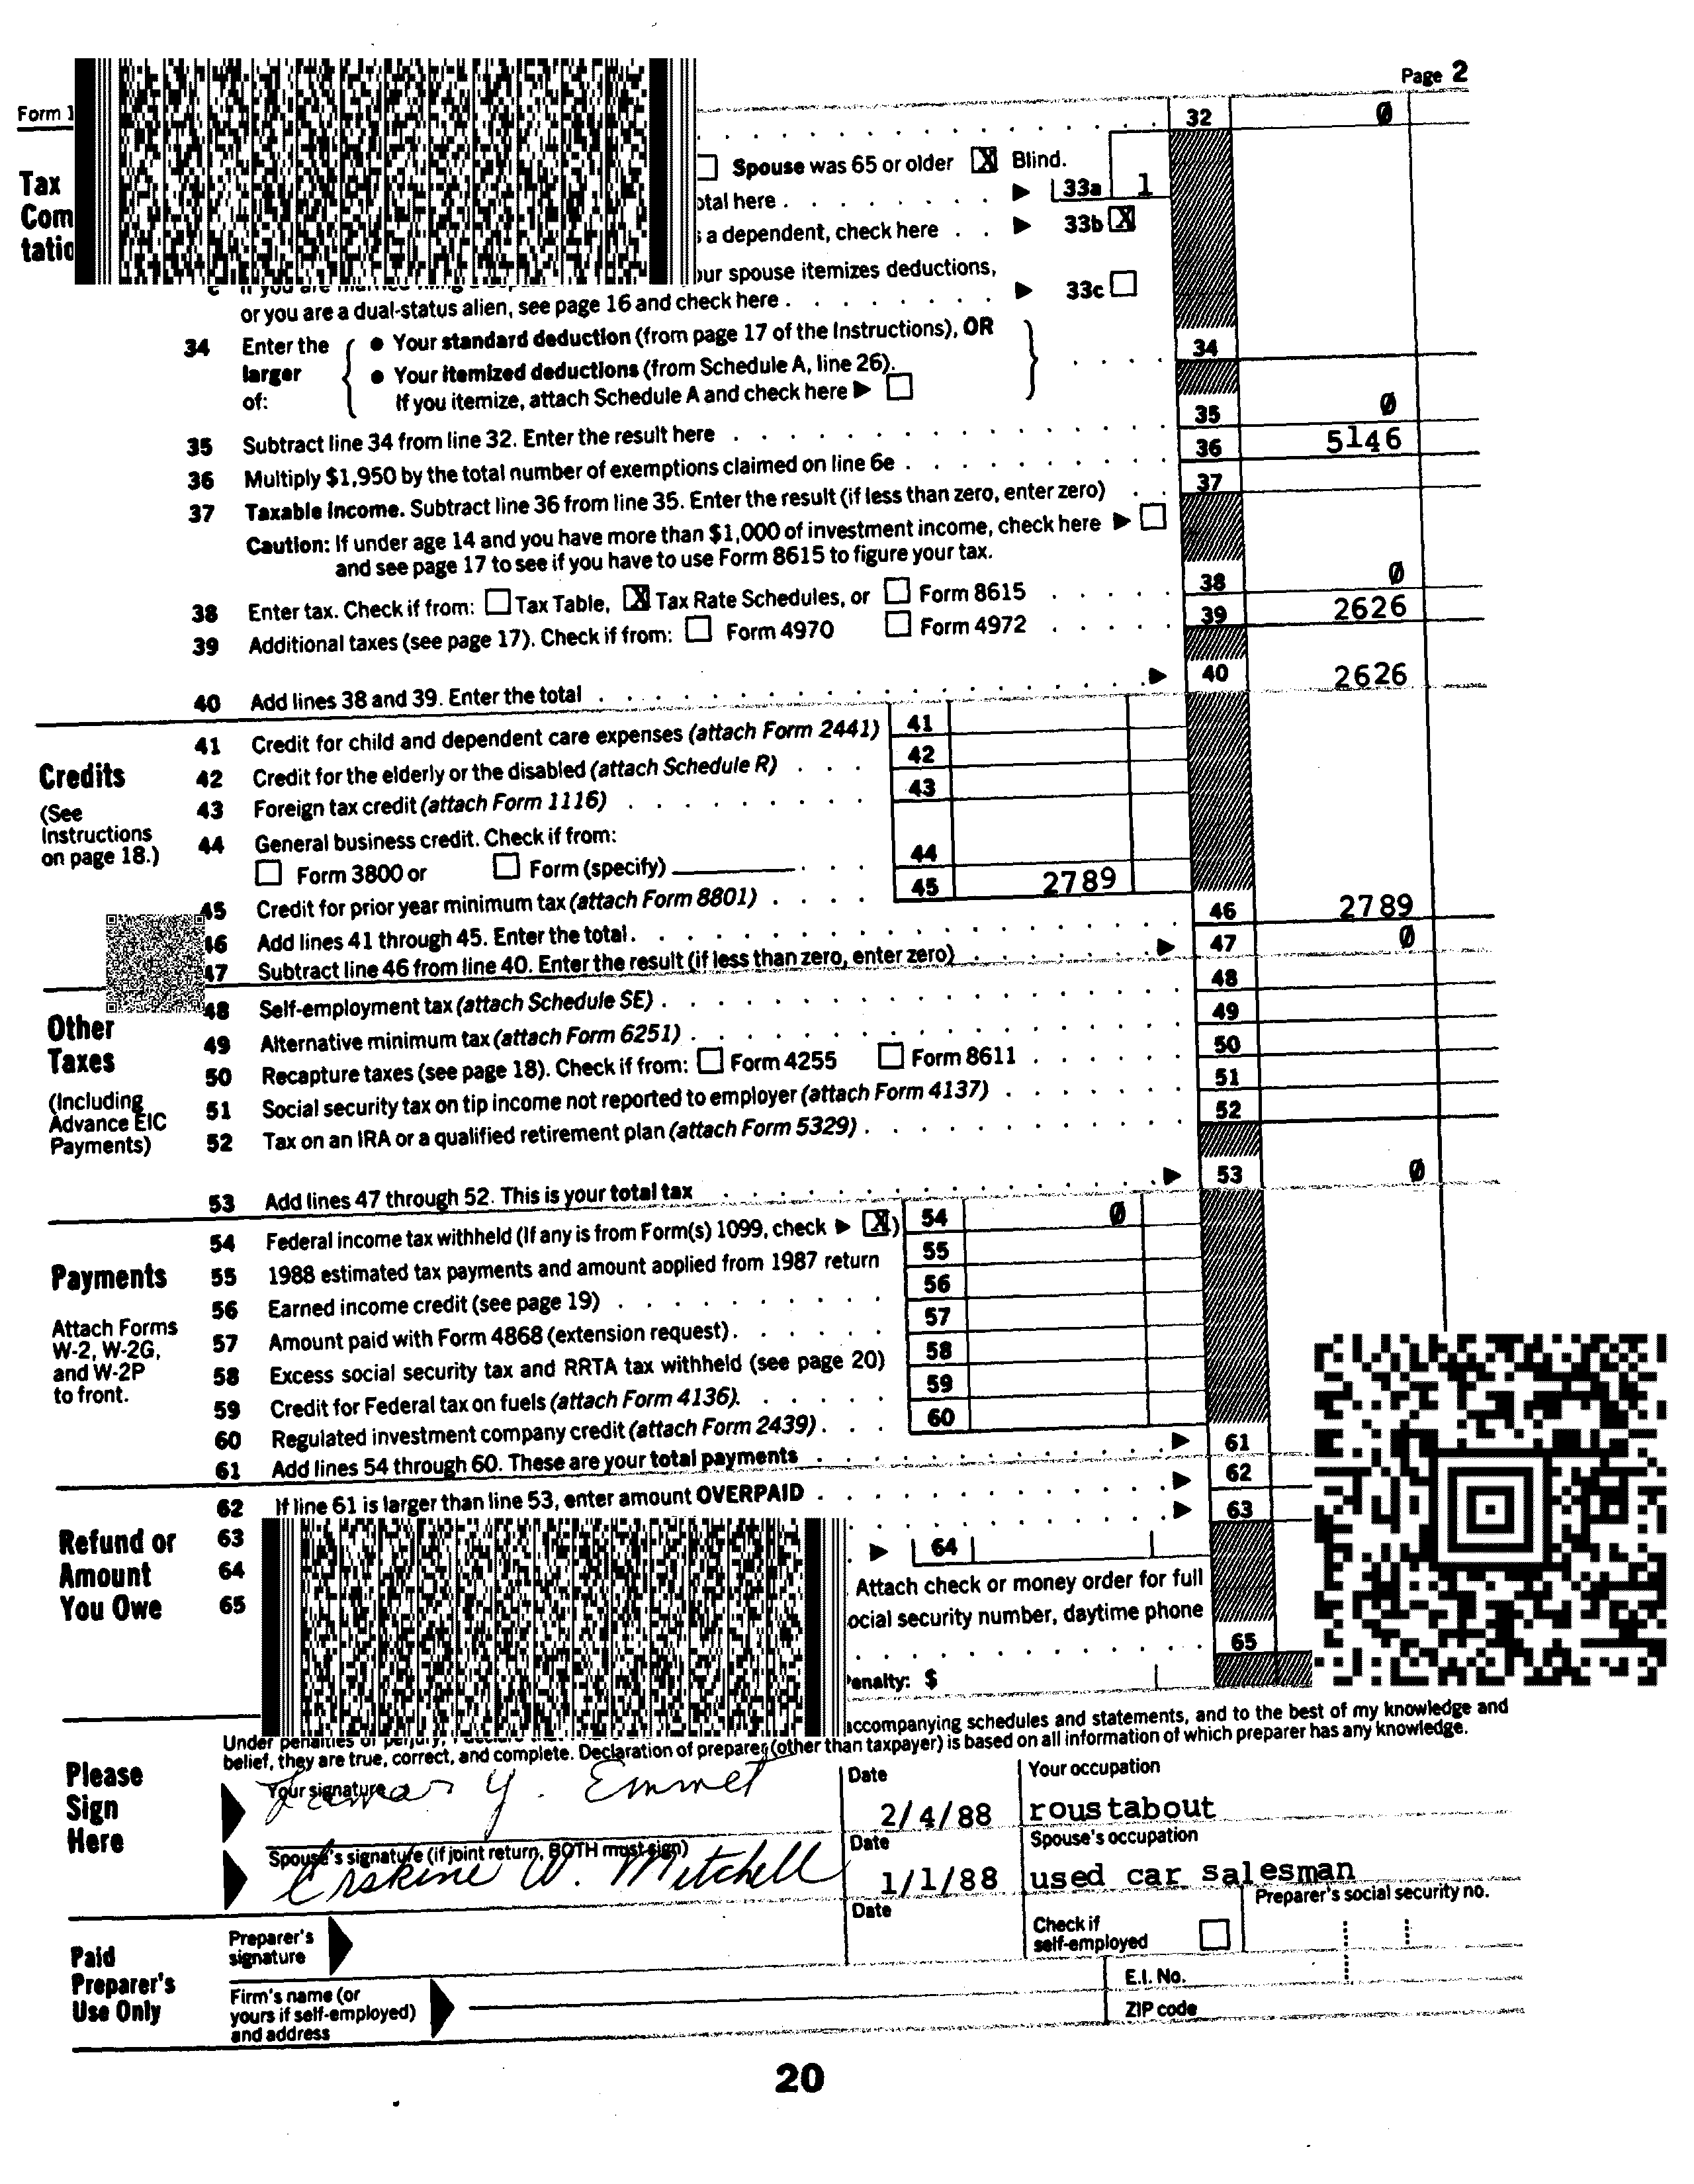 Page 2
Form 1
32 Ø
Tax
Com
tatio
Spouse was 65 or older X Blind.
otal here . . . . . . . . 33a 1
a dependent, check here . . 33b X
our spouse itemizes deductions,
or you are a dual-status alien, see page 16 and check here . . . . . . . 33c
34 Enter the larger of: • Your standard deduction (from page 17 of the Instructions), OR
• Your itemized deductions (from Schedule A, line 26).
If you itemize, attach Schedule A and check here
34
35 Subtract line 34 from line 32. Enter the result here 35 Ø
36 Multiply $1,950 by the total number of exemptions claimed on line 6e 36 5146
37 Taxable income. Subtract line 36 from line 35. Enter the result (if less than zero, enter zero) 37
Caution: If under age 14 and you have more than $1,000 of investment income, check here
and see page 17 to see if you have to use Form 8615 to figure your tax.
38 Enter tax. Check if from: Tax Table, X Tax Rate Schedules, or Form 8615 38 Ø
39 Additional taxes (see page 17). Check if from: Form 4970 Form 4972 39 2626
40 Add lines 38 and 39. Enter the total 40 2626
Credits
(See
Instructions
on page 18.)
41 Credit for child and dependent care expenses (attach Form 2441) 41
42 Credit for the elderly or the disabled (attach Schedule R) 42
43 Foreign tax credit (attach Form 1116) 43
44 General business credit. Check if from:
Form 3800 or Form (specify) 44
45 Credit for prior year minimum tax (attach Form 8801) 45 2789
46 Add lines 41 through 45. Enter the total 46 2789
47 Subtract line 46 from line 40. Enter the result (if less than zero, enter zero) 47 Ø
Other
Taxes
(Including
Advance EIC
Payments)
48 Self-employment tax (attach Schedule SE) 48
49 Alternative minimum tax (attach Form 6251) 49
50 Recapture taxes (see page 18). Check if from: Form 4255 Form 8611 50
51 Social security tax on tip income not reported to employer (attach Form 4137) 51
52 Tax on an IRA or a qualified retirement plan (attach Form 5329) 52
53 Add lines 47 through 52. This is your total tax 53 Ø
Payments
Attach Forms
W-2, W-2G,
and W-2P
to front.
54 Federal income tax withheld (If any is from Form(s) 1099, check X) 54 Ø
55 1988 estimated tax payments and amount applied from 1987 return 55
56 Earned income credit (see page 19) 56
57 Amount paid with Form 4868 (extension request) 57
58 Excess social security tax and RRTA tax withheld (see page 20) 58
59 Credit for Federal tax on fuels (attach Form 4136) 59
60 Regulated investment company credit (attach Form 2439) 60
61 Add lines 54 through 60. These are your total payments 61
Refund or
Amount
You Owe
62 If line 61 is larger than line 53, enter amount OVERPAID 62
63 63
64 64
65 Attach check or money order for full
ocial security number, daytime phone
65
enalty: $
Please
Sign
Here
Under penalties of perjury, I declare that accompanying schedules and statements, and to the best of my knowledge and
belief, they are true, correct, and complete. Declaration of preparer (other than taxpayer) is based on all information of which preparer has any knowledge.
Your signature Y. Emmet
Date 2/4/88
Your occupation
roustabout
Spouse's signature (if joint return, BOTH must sign) Erskine W. Mitchell
Date 1/1/88
Spouse's occupation
used car salesman
Paid
Preparer's
Use Only
Preparer's
signature
Date
Check if
self-employed
Preparer's social security no.
Firm's name (or
yours if self-employed)
and address
E.I. No.
ZIP code
20